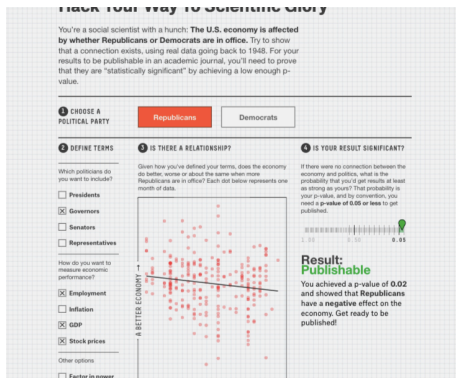 Hack Your Way To Scientific Glory
You're a social scientist with a hunch: The U.S. economy is affected
by whether Republicans or Democrats are in office. Try to show
that a connection exists, using real data going back to 1948. For your
results to be publishable in an academic journal, you'll need to prove
that they are "statistically significant" by achieving a low enough p-
value.
1 CHOOSE A
POLITICAL PARTY
Republicans
Democrats
2 DEFINE TERMS
Which politicians do
you want to include?
Presidents
Governors
Senators
Representatives
How do you want to
measure economic
performance?
Employment
Inflation
GDP
Stock prices
Other options
Factor in power
3 IS THERE A RELATIONSHIP?
Given how you've defined your terms, does the economy
do better, worse or about the same when more
Republicans are in office? Each dot below represents one
month of data.
A BETTER ECONOMY →
4 IS YOUR RESULT SIGNIFICANT?
If there were no connection between the
economy and politics, what is the
probability that you'd get results at least
as strong as yours? That probability is
your p-value, and by convention, you
need a p-value of 0.05 or less to get
published.
1.00 0.50 0.05
Result:
Publishable
You achieved a p-value of 0.02
and showed that Republicans
have a negative effect on the
economy. Get ready to be
published!